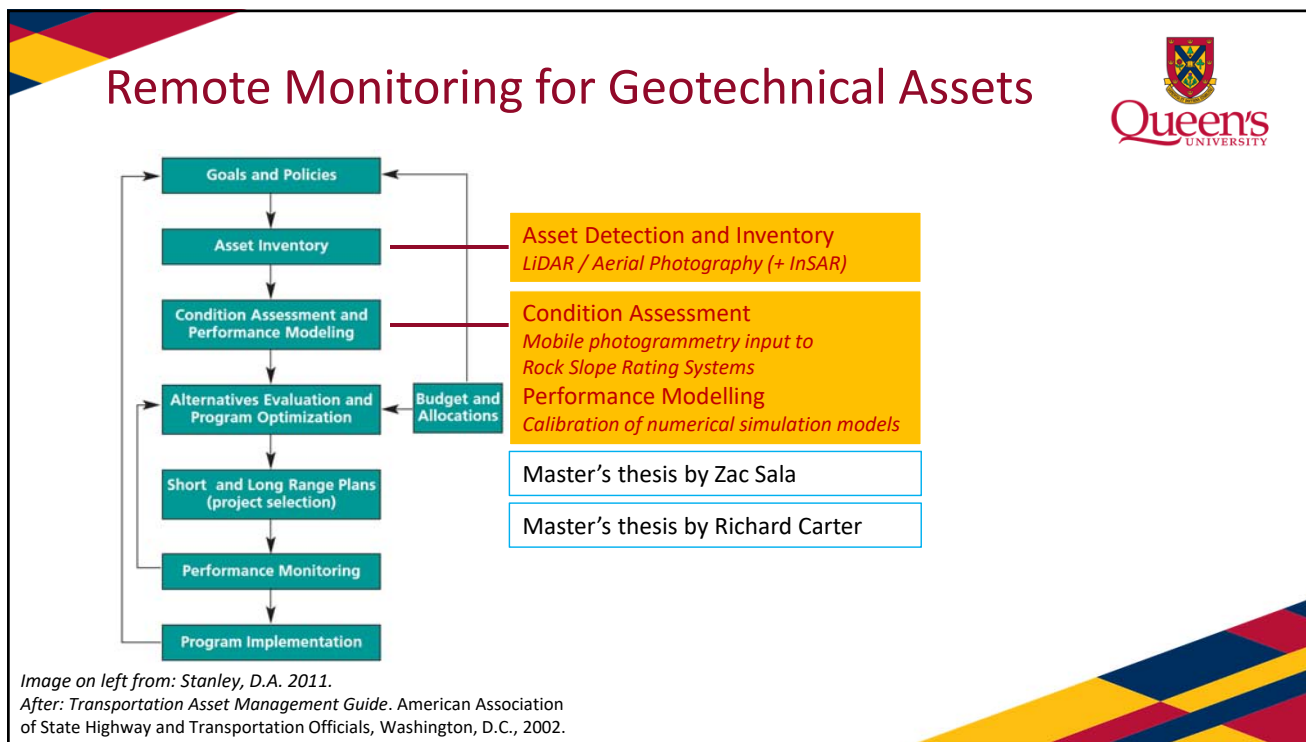 Remote Monitoring for Geotechnical Assets
Queen's
UNIVERSITY
Goals and Policies
Asset Inventory
Condition Assessment and
Performance Modeling
Alternatives Evaluation and
Program Optimization
Budget and
Allocations
Short and Long Range Plans
(project selection)
Performance Monitoring
Program Implementation
Asset Detection and Inventory
LiDAR / Aerial Photography (+ InSAR)
Condition Assessment
Mobile photogrammetry input to
Rock Slope Rating Systems
Performance Modelling
Calibration of numerical simulation models
Master's thesis by Zac Sala
Master's thesis by Richard Carter
Image on left from: Stanley, D.A. 2011.
After: Transportation Asset Management Guide. American Association
of State Highway and Transportation Officials, Washington, D.C., 2002.